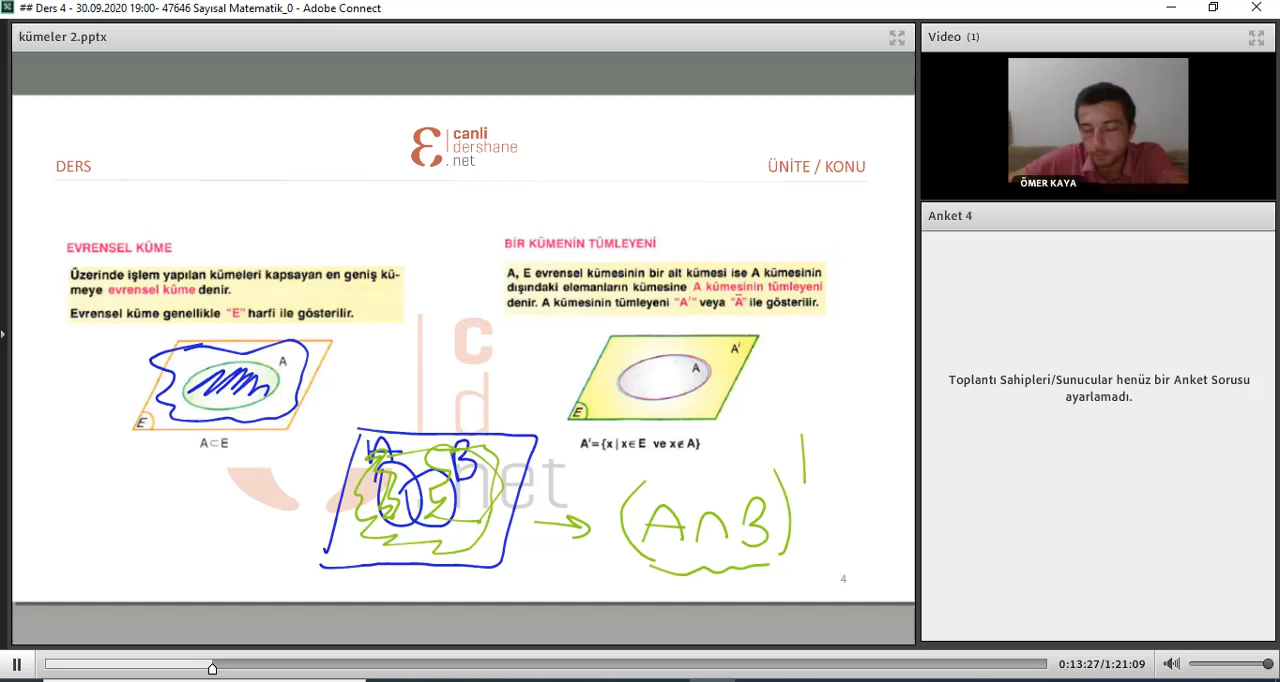 ## Ders 4 - 30.09.2020 19:00- 47646 Sayısal Matematik_0 - Adobe Connect
kümeler 2.pptx
Video (1)
canli
dershane
.net
DERS
ÜNİTE / KONU
ÖMER KAYA
Anket 4
EVRENSEL KÜME
Üzerinde işlem yapılan kümeleri kapsayan en geniş kü-
meye evrensel küme denir.
Evrensel küme genellikle "E" harfi ile gösterilir.
A
E
A⊂E
BİR KÜMENİN TÜMLEYENİ
A, E evrensel kümesinin bir alt kümesi ise A kümesinin
dışındaki elemanların kümesine A kümesinin tümleyeni
denir. A kümesinin tümleyeni "A'" veya "A̅" ile gösterilir.
A'
A
E
A'={x | x∈E ve x∉A}
c
d
.net
A B
(A∩B)'
4
Toplantı Sahipleri/Sunucular henüz bir Anket Sorusu
ayarlamadı.
0:13:27/1:21:09